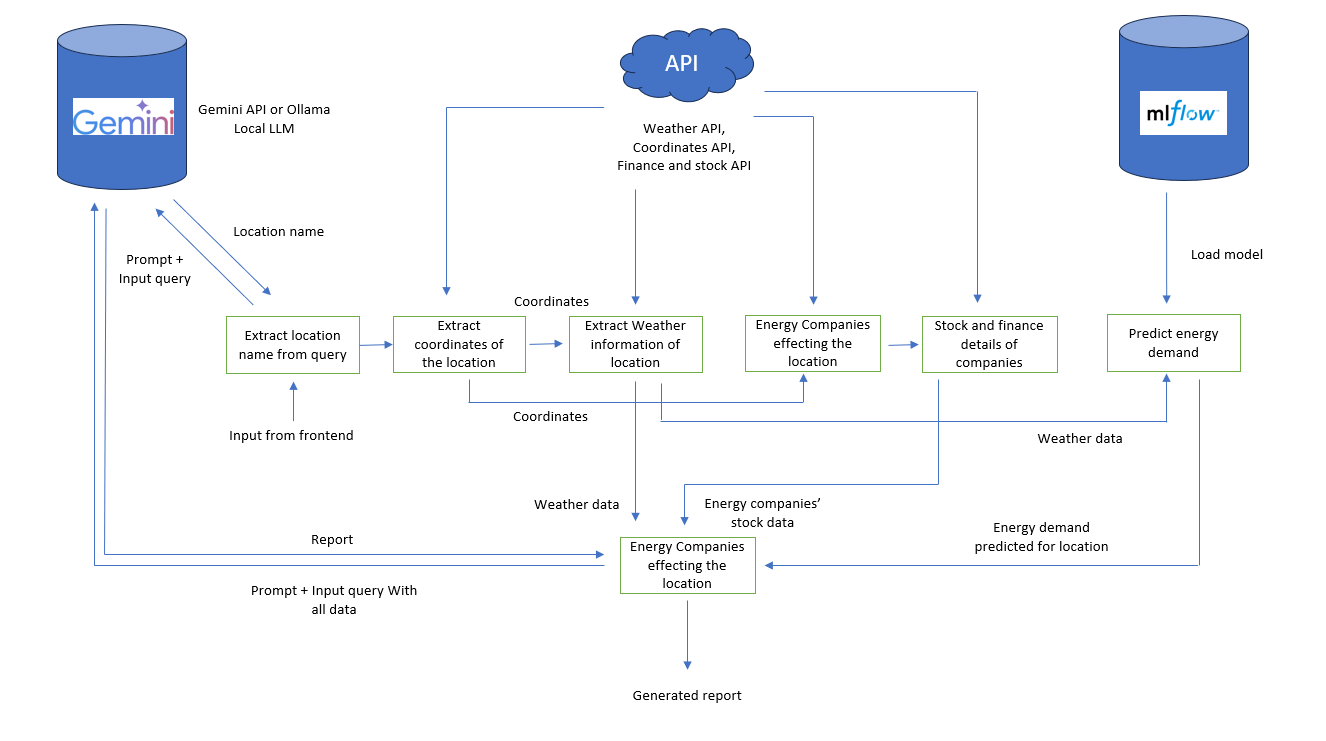 API
Gemini
Gemini API or Ollama
Local LLM
mlflow
Weather API,
Coordinates API,
Finance and stock API
Location name
Prompt +
Input query
Load model
Coordinates
Extract location
name from query
Extract
coordinates of
the location
Extract Weather
information of
location
Energy Companies
effecting the
location
Stock and finance
details of
companies
Predict energy
demand
Coordinates
Input from frontend
Weather data
Weather data
Energy companies’
stock data
Energy demand
predicted for location
Report
Energy Companies
effecting the
location
Prompt + Input query With
all data
Generated report